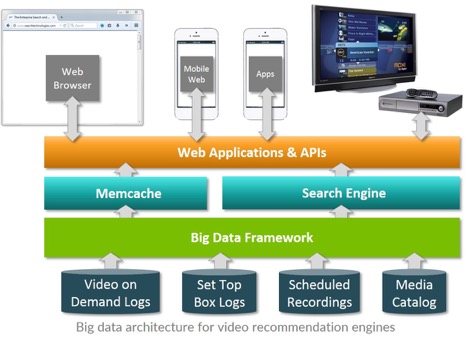 Web
Browser
Mobile
Web
Apps
Web Applications & APIs
Memcache
Search Engine
Big Data Framework
Video on
Demand Logs
Set Top
Box Logs
Scheduled
Recordings
Media
Catalog
Big data architecture for video recommendation engines